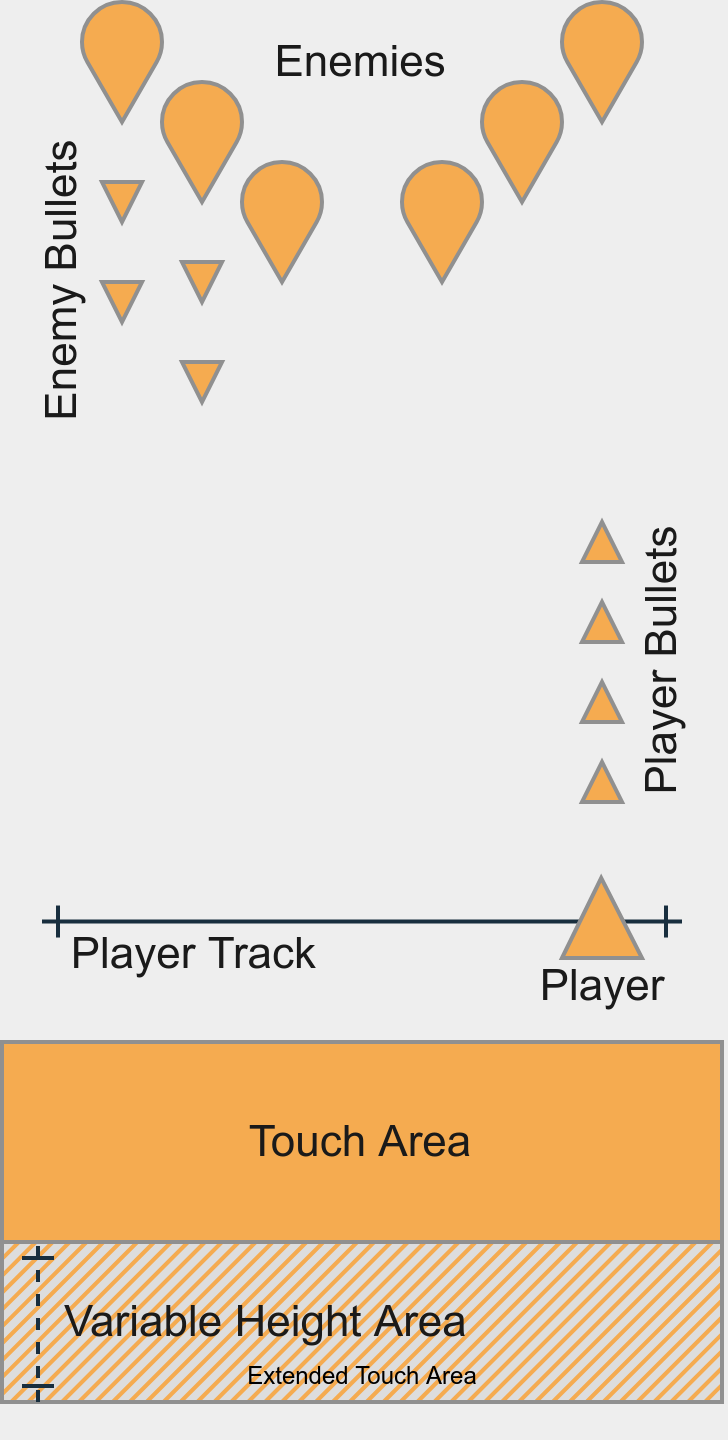 Enemies
Enemy Bullets
Player Bullets
Player Track
Player
Touch Area
Variable Height Area
Extended Touch Area